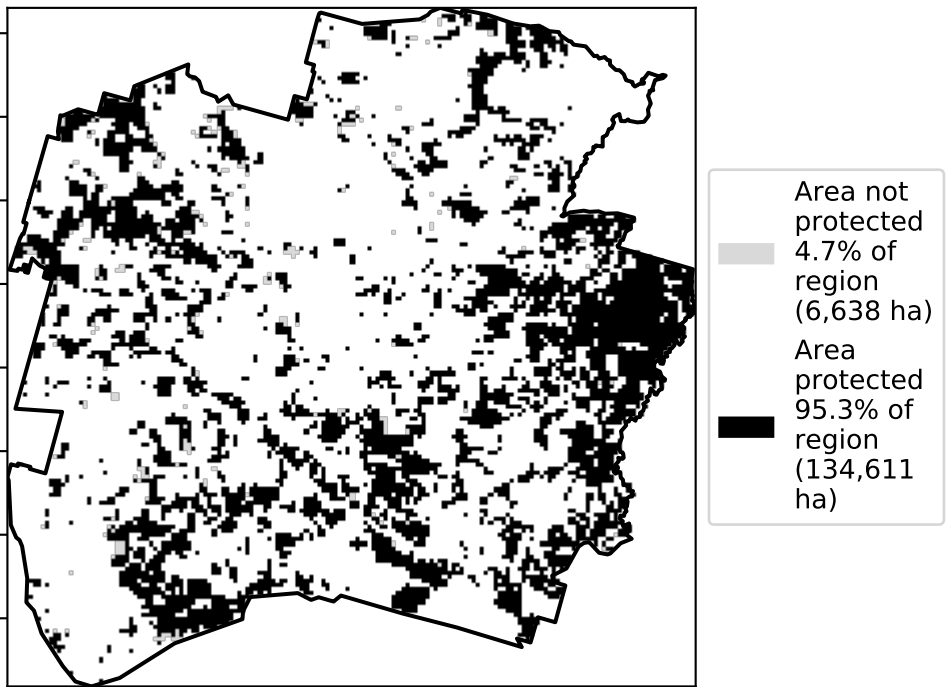 Area not
protected
4.7% of
region
(6,638 ha)
Area
protected
95.3% of
region
(134,611
ha)